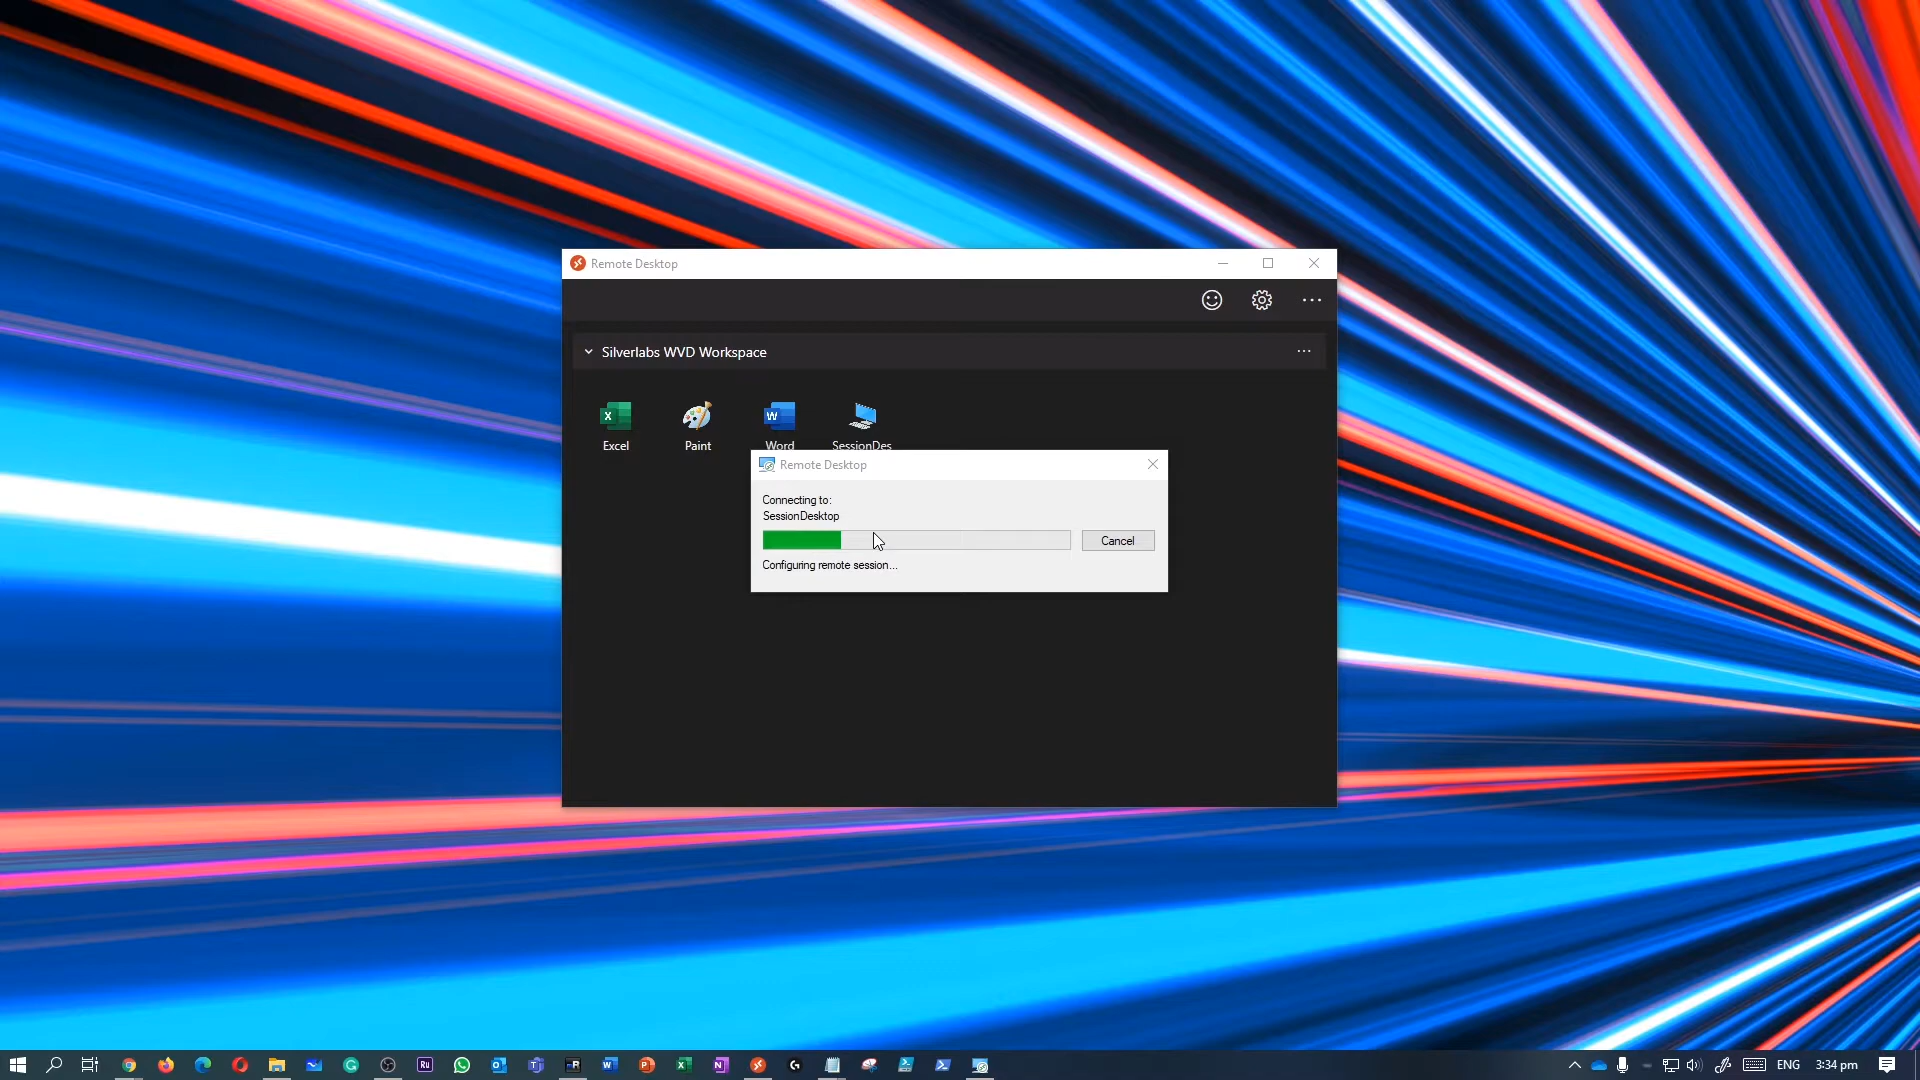 Remote Desktop
Silverlabs WVD Workspace
Excel
Paint
Word
SessionDes
Remote Desktop
Connecting to:
SessionDesktop
Cancel
Configuring remote session...
ENG
3:34 pm